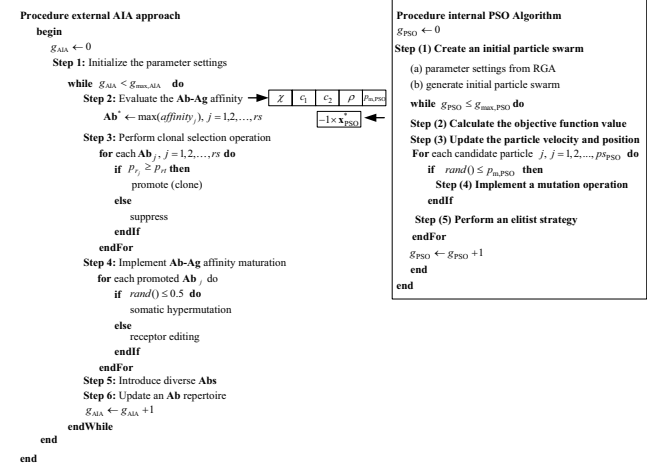 Procedure external AIA approach
begin
g_AIA ← 0
Step 1: Initialize the parameter settings
while g_AIA < g_max,AIA do
Step 2: Evaluate the Ab-Ag affinity
χ c₁ c₂ ρ p_m,PSO
Ab* ← max(affinity_j), j = 1,2,…,rs
−1×x*_PSO
Step 3: Perform clonal selection operation
for each Ab_j, j = 1,2,…,rs do
if p_rj ≥ p_rt then
promote (clone)
else
suppress
endIf
endFor
Step 4: Implement Ab-Ag affinity maturation
for each promoted Ab_j do
if rand() ≤ 0.5 do
somatic hypermutation
else
receptor editing
endIf
endFor
Step 5: Introduce diverse Abs
Step 6: Update an Ab repertoire
g_AIA ← g_AIA +1
endWhile
end
end
Procedure internal PSO Algorithm
g_PSO ← 0
Step (1) Create an initial particle swarm
(a) parameter settings from RGA
(b) generate initial particle swarm
while g_PSO ≤ g_max,PSO do
Step (2) Calculate the objective function value
Step (3) Update the particle velocity and position
For each candidate particle j, j = 1,2,..., ps_PSO do
if rand() ≤ p_m,PSO then
Step (4) Implement a mutation operation
endIf
Step (5) Perform an elitist strategy
endFor
g_PSO ← g_PSO +1
end
end